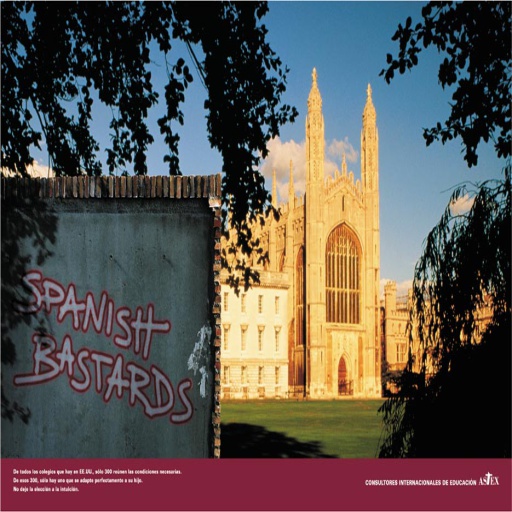 SPANISH
BASTARDS
De todos los colegios que hay en EE.UU., sólo 300 reúnen las condiciones necesarias.
De esos 300, sólo hay uno que se adapte perfectamente a su hijo.
No deje la elección a la intuición.
CONSULTORES INTERNACIONALES DE EDUCACIÓN ASTEX